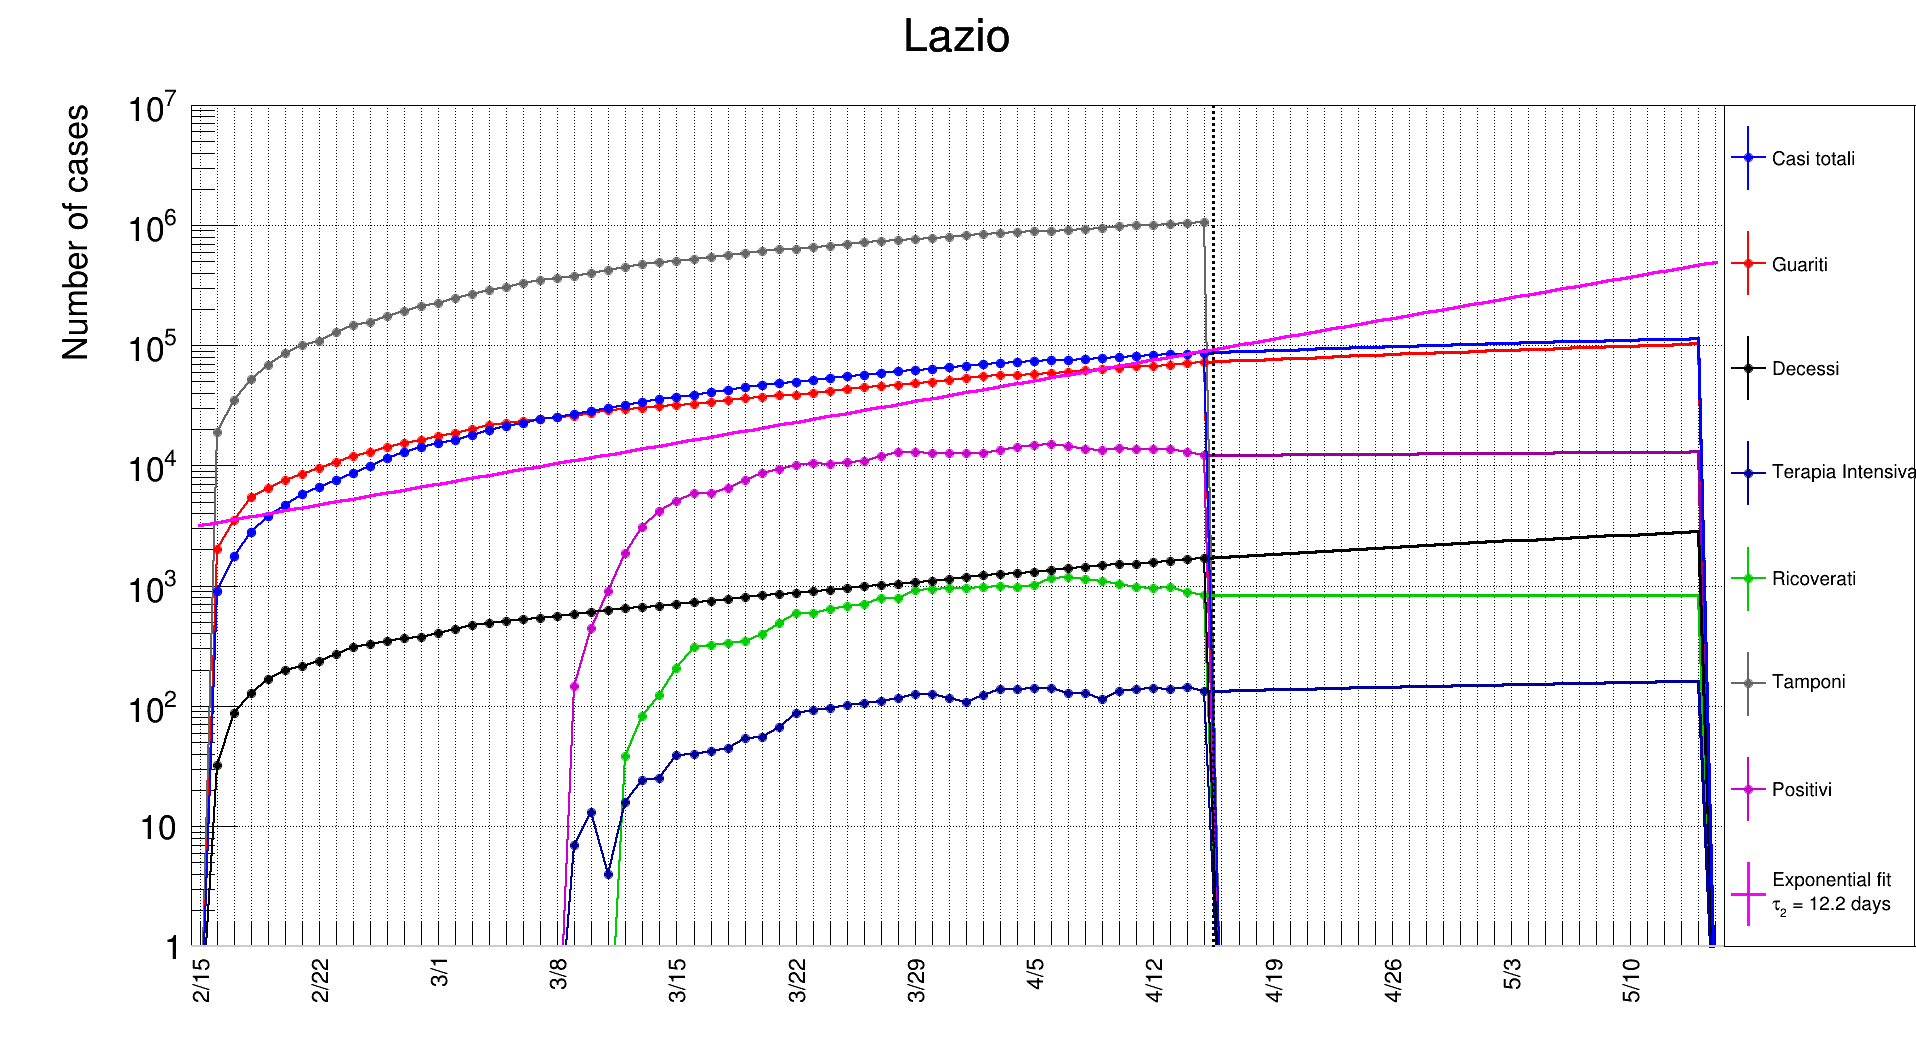 Lazio
Number of cases
10^7
10^6
10^5
10^4
10^3
10^2
10
1
2/15
2/22
3/1
3/8
3/15
3/22
3/29
4/5
4/12
4/19
4/26
5/3
5/10
Casi totali
Guariti
Decessi
Terapia Intensiva
Ricoverati
Tamponi
Positivi
Exponential fit
τ₂ = 12.2 days